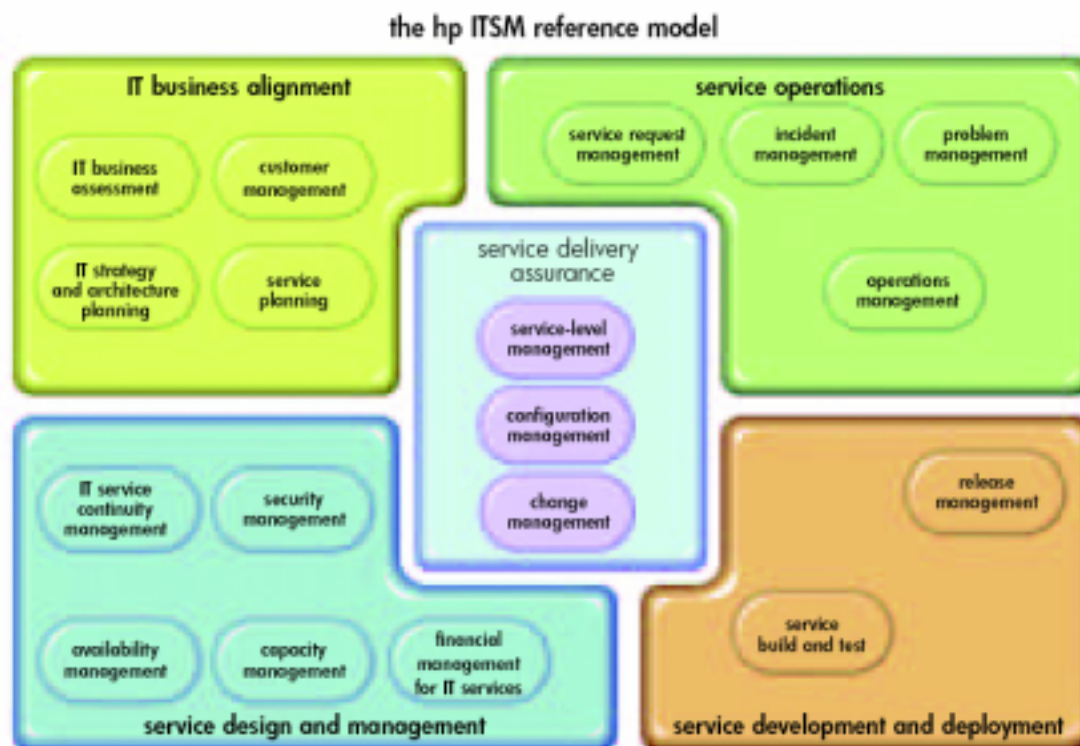 the hp ITSM reference model
IT business alignment
IT business
assessment
customer
management
IT strategy
and architecture
planning
service
planning
service operations
service request
management
incident
management
problem
management
operations
management
service delivery
assurance
service-level
management
configuration
management
change
management
IT service
continuity
management
security
management
availability
management
capacity
management
financial
management
for IT services
service design and management
release
management
service
build and test
service development and deployment